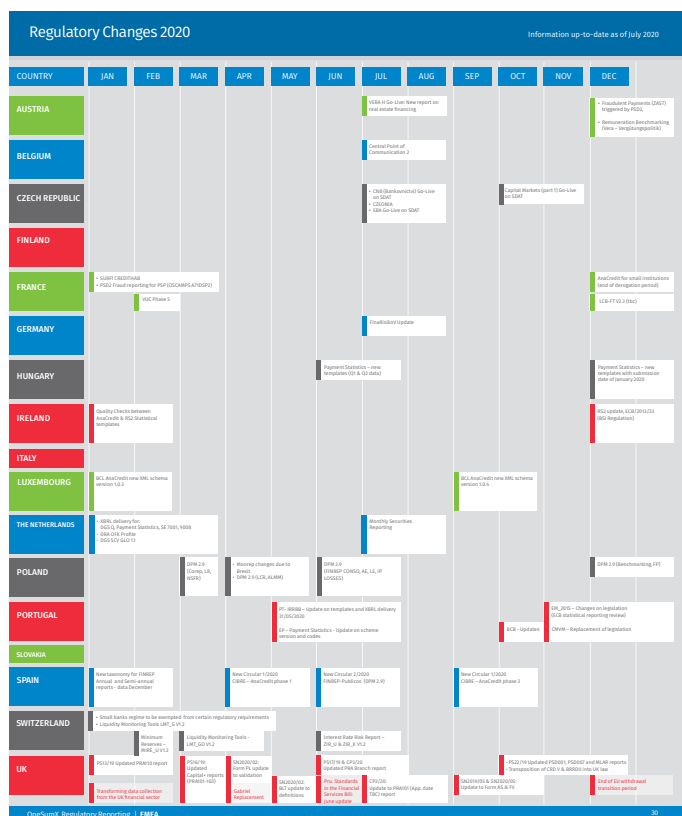 Regulatory Changes 2020
Information up-to-date as of July 2020
COUNTRY
JAN
FEB
MAR
APR
MAY
JUN
JUL
AUG
SEP
OCT
NOV
DEC
AUSTRIA
VERA H Go-Live: New report on
real estate financing
• Fraudulent Payments (ZAST)
triggered by PSD2,
• Remuneration Benchmarking
(Vera – Vergütungspolitik)
BELGIUM
Central Point of
Communication 2
CZECH REPUBLIC
• CNB (Bankovnictví) Go-Live
on SDAT
• CZEONIA
• EBA Go-Live on SDAT
Capital Markets (part 1) Go-Live
on SDAT
FINLAND
FRANCE
• SURFI CREDITHAB
• PSD2 Fraud reporting for PSP (OSCAMPS A71DSP2)
VUC Phase 5
AnaCredit for small institutions
(end of derogation period)
LCB-FT V2.3 (tbc)
GERMANY
FinaRisikoV Update
HUNGARY
Payment Statistics – new
templates (Q1 & Q2 data)
Payment Statistics – new
templates with submission
date of January 2020
IRELAND
Quality Checks between
AnaCredit & RS2 Statistical
templates
RS2 update, ECB/2013/33
(BSI Regulation)
ITALY
LUXEMBOURG
BCL AnaCredit new XML schema
version 1.0.3
BCL AnaCredit new XML schema
version 1.0.4
THE NETHERLANDS
• XBRL delivery for:
DGS Q, Payment Statistics, SE 7001, 9008
• DRA OFK Profile
• DGS SCV GLO 1.1
Monthly Securities
Reporting
POLAND
DPM 2.9
(Corep, LR,
NSFR)
• Monrep changes due to
Brexit
• DPM 2.9 (LCR, ALMM)
DPM 2.9
(FINREP CONSO, AE, LE, IP
LOSSES)
DPM 2.9 (Benchmarking, FP)
PORTUGAL
PT- IRRBB – Update on templates and XBRL delivery
31/05/2020
EP – Payment Statistics - Update on scheme
version and codes
BCB - Updates
EM_2015 – Changes on legislation
(ECB statistical reporting review)
CMVM –Replacement of legislation
SLOVAKIA
SPAIN
New taxonomy for FINREP
Annual and Semi-annual
reports - data December
New Circular 1/2020
CIRBE – AnaCredit phase 1
New Circular 2/2020
FINREP-Publicos (DPM 2.9)
New Circular 1/2020
CIRBE – AnaCredit phase 2
SWITZERLAND
• Small banks regime to be exempted from certain regulatory requirements
• Liquidity Monitoring Tools LMT_G V1.2
Minimum
Reserves –
MIRE_U V1.2
Liquidity Monitoring Tools -
LMT_GO V1.2
Interest Rate Risk Report –
ZIR_U & ZIR_X V1.2
UK
PS13/19 Updated PRA110 report
Transforming data collection
from the UK financial sector
PS16/19:
Updated
Capital+ reports
(PRA101-103)
SN2020/02:
Form PL update
to validation
Gabriel
Replacement
SN2020/02:
BLT update to
definitions
PS17/19 & CP2/20
Updated PRA Branch report
Pru: Standards
in the Financial
Services Bill:
June update
CP3/20:
Update to PRA101 (App. date
TBC) report
SN2019/05 & SN2020/05
Update to Form AS & FV
• PS22/19 Updated PSD001, PSD007 and MLAR reports
• Transposition of CRD V & BRRD II into UK law
End of EU withdrawal
transition period
OneSumX Regulatory Reporting | EMEA
30